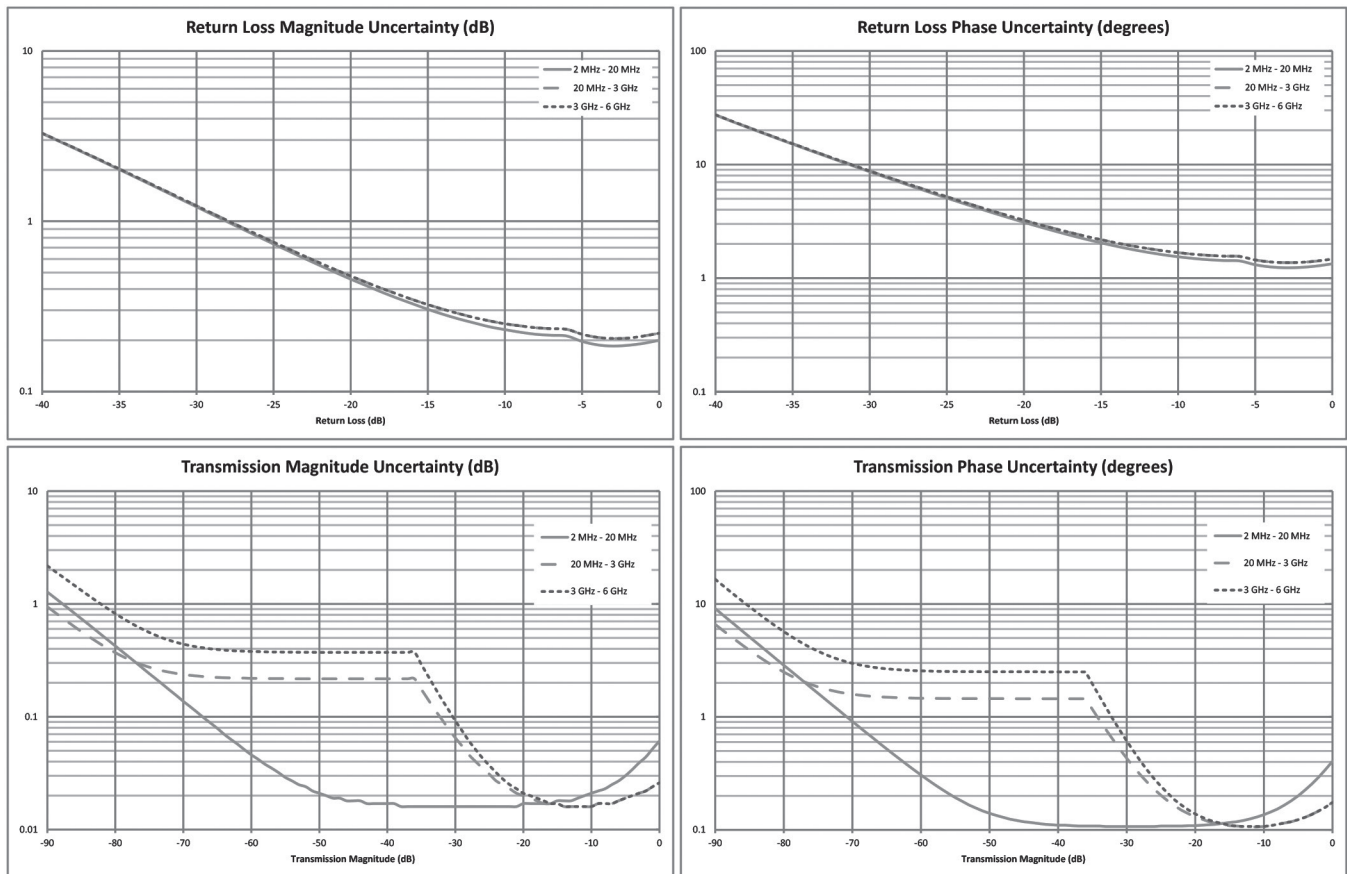 Return Loss Magnitude Uncertainty (dB)
10
2 MHz - 20 MHz
20 MHz - 3 GHz
3 GHz - 6 GHz
1
0.1
-40 -35 -30 -25 -20 -15 -10 -5 0
Return Loss (dB)
Return Loss Phase Uncertainty (degrees)
100
2 MHz - 20 MHz
20 MHz - 3 GHz
3 GHz - 6 GHz
10
1
0.1
-40 -35 -30 -25 -20 -15 -10 -5 0
Return Loss (dB)
Transmission Magnitude Uncertainty (dB)
10
2 MHz - 20 MHz
20 MHz - 3 GHz
3 GHz - 6 GHz
1
0.1
0.01
-90 -80 -70 -60 -50 -40 -30 -20 -10 0
Transmission Magnitude (dB)
Transmission Phase Uncertainty (degrees)
100
2 MHz - 20 MHz
20 MHz - 3 GHz
3 GHz - 6 GHz
10
1
0.1
-90 -80 -70 -60 -50 -40 -30 -20 -10 0
Transmission Magnitude (dB)